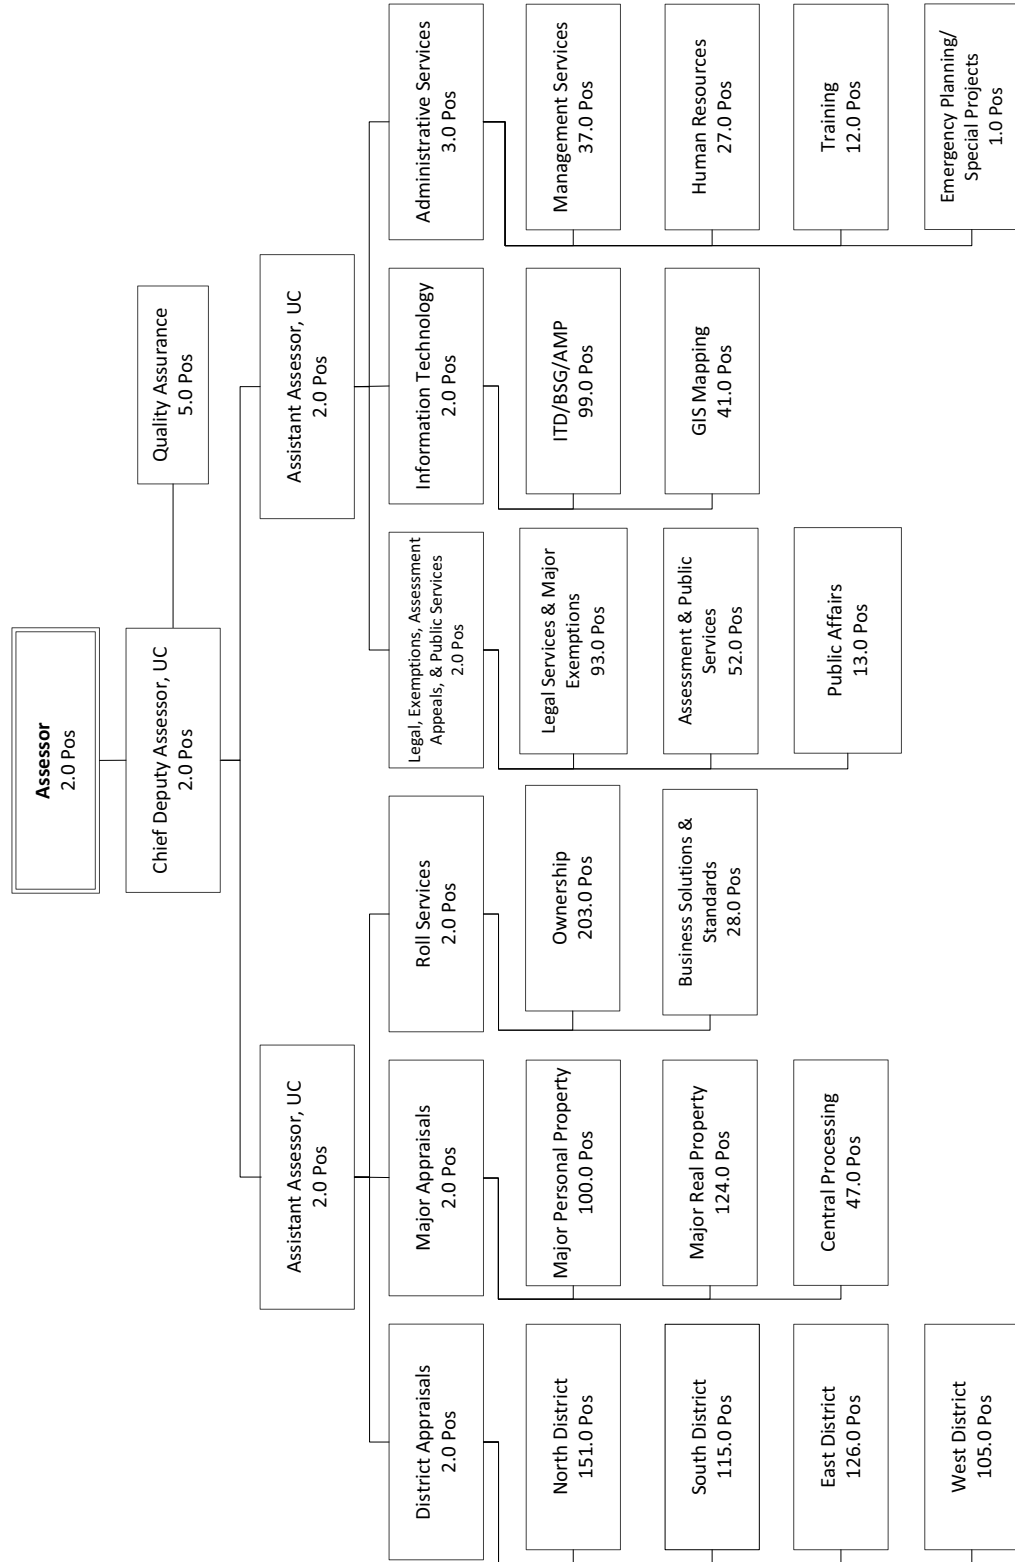 Assessor
2.0 Pos
Chief Deputy Assessor, UC
2.0 Pos
Quality Assurance
5.0 Pos
Assistant Assessor, UC
2.0 Pos
Assistant Assessor, UC
2.0 Pos
District Appraisals
2.0 Pos
Major Appraisals
2.0 Pos
Roll Services
2.0 Pos
Legal, Exemptions, Assessment
Appeals, & Public Services
2.0 Pos
Information Technology
2.0 Pos
Administrative Services
3.0 Pos
North District
151.0 Pos
Major Personal Property
100.0 Pos
Ownership
203.0 Pos
Legal Services & Major
Exemptions
93.0 Pos
ITD/BSG/AMP
99.0 Pos
Management Services
37.0 Pos
South District
115.0 Pos
Major Real Property
124.0 Pos
Business Solutions &
Standards
28.0 Pos
Assessment & Public
Services
52.0 Pos
GIS Mapping
41.0 Pos
Human Resources
27.0 Pos
East District
126.0 Pos
Central Processing
47.0 Pos
Public Affairs
13.0 Pos
Training
12.0 Pos
West District
105.0 Pos
Emergency Planning/
Special Projects
1.0 Pos